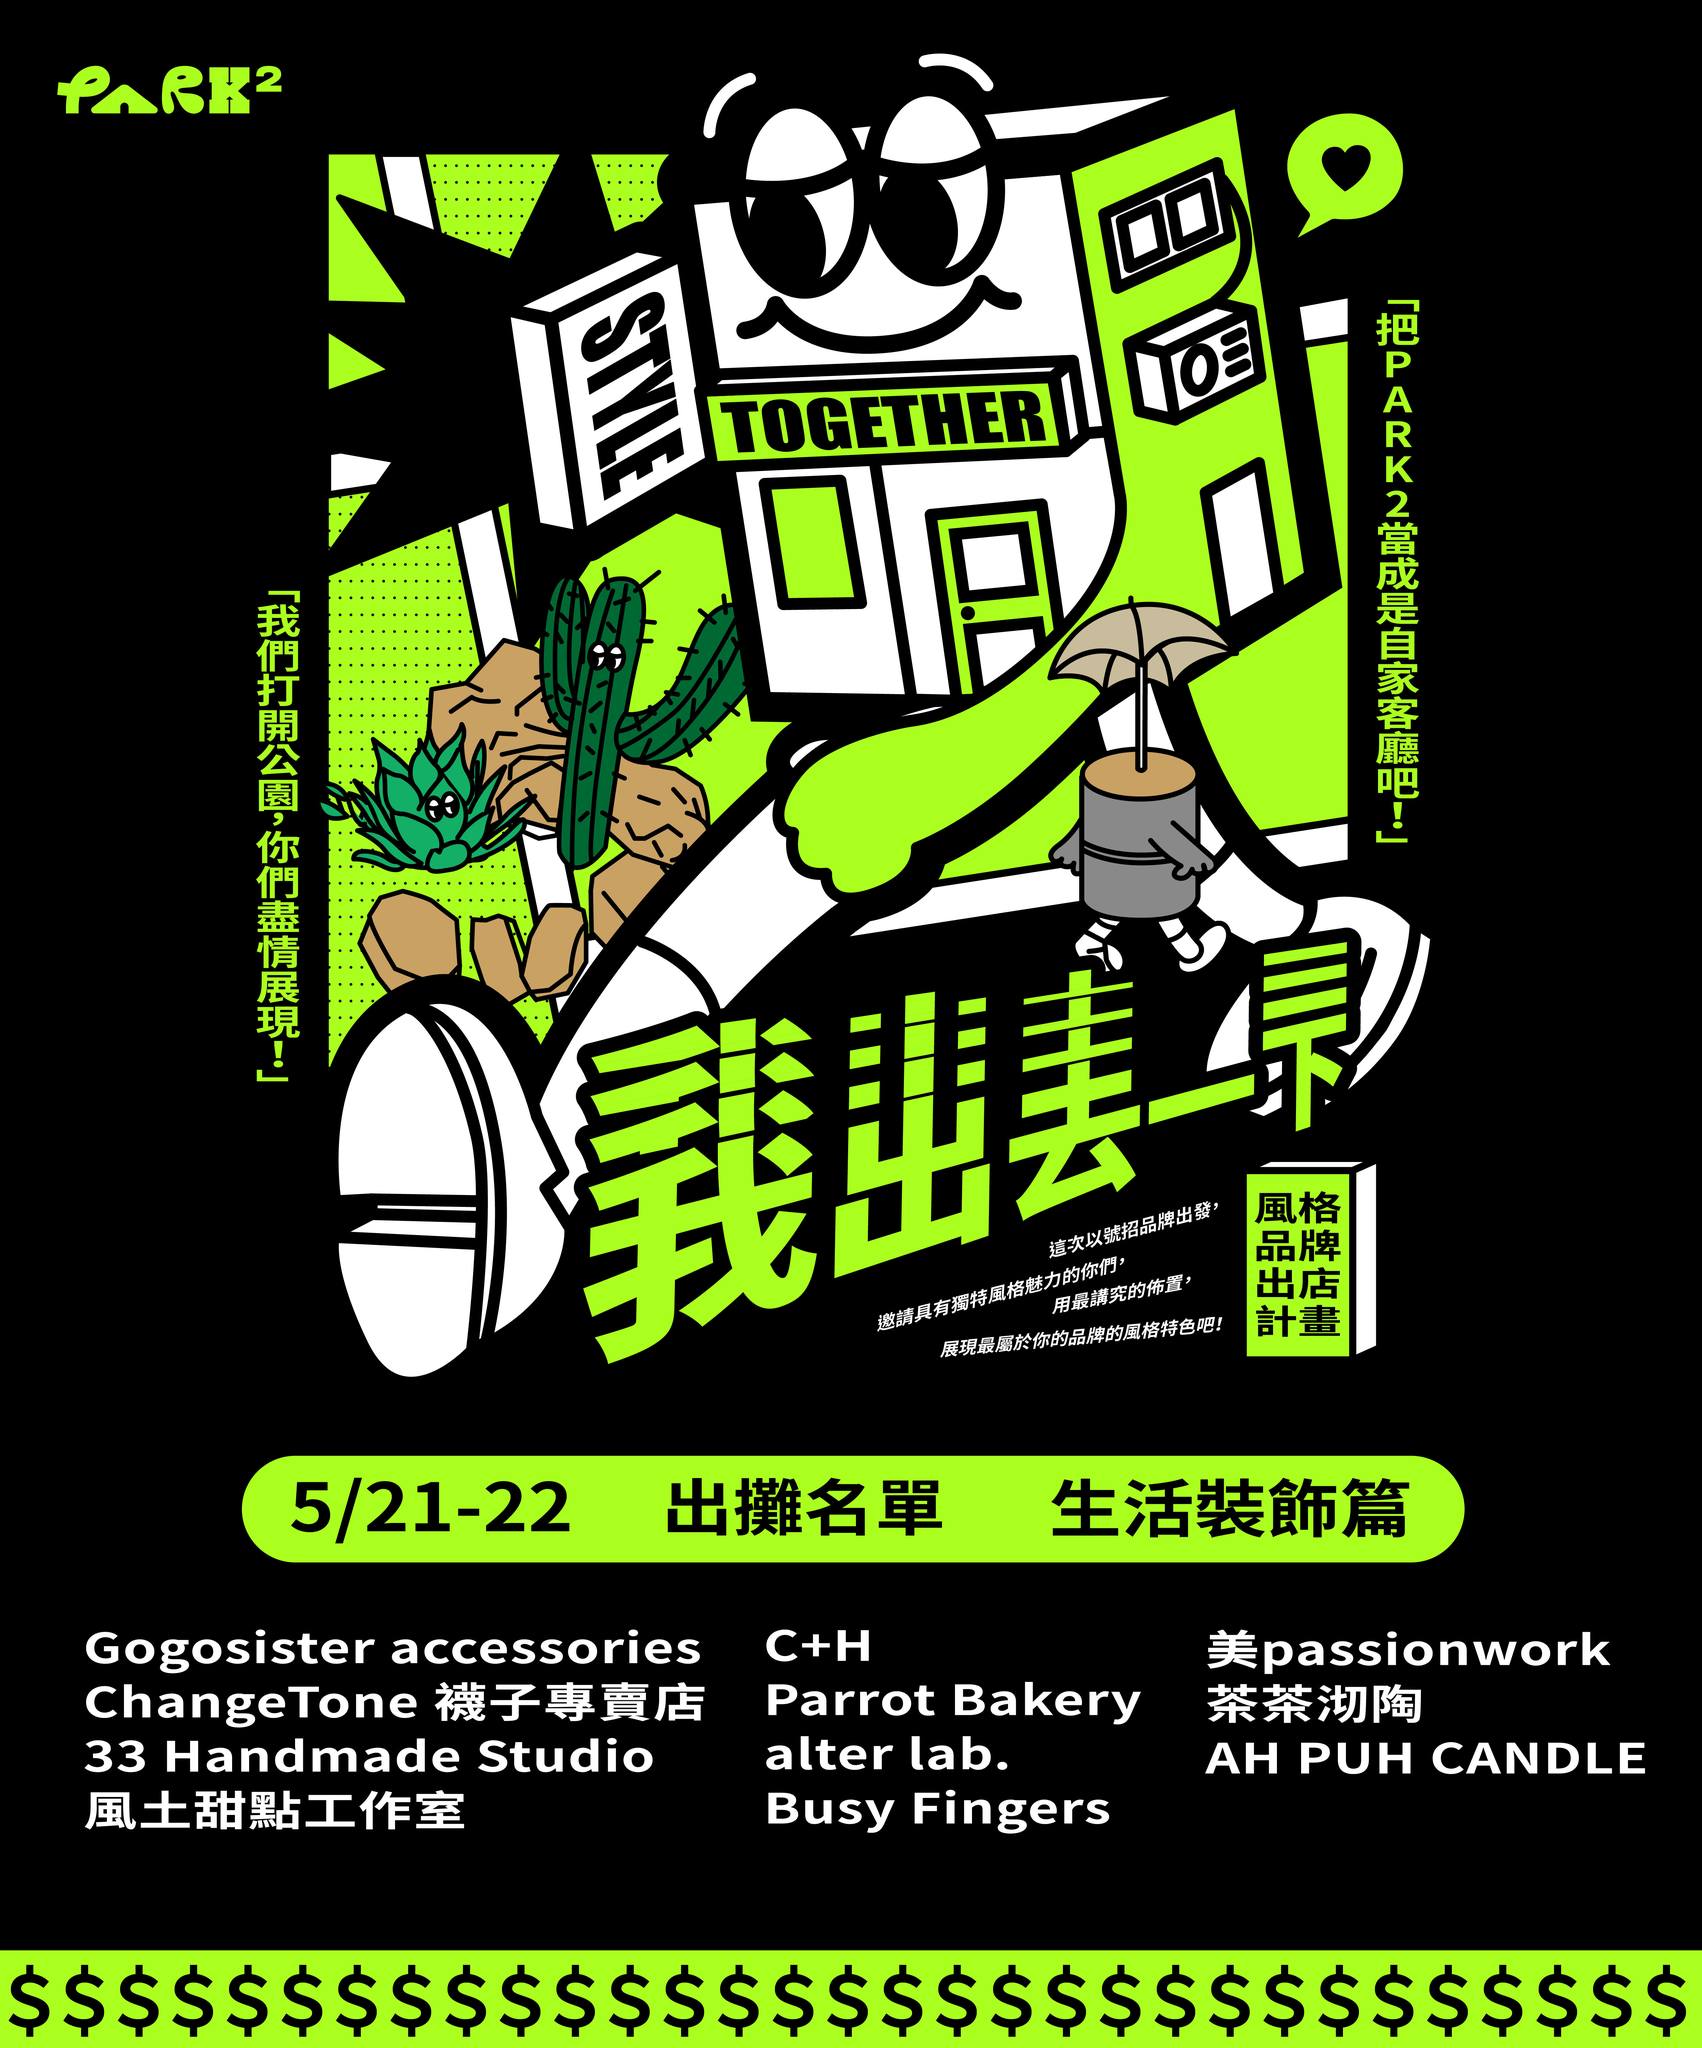 PARK2
STYLE
TOGETHER
「把PARK2當成是自家客廳吧！」
「我們打開公園，你們盡情展現！」
我出去一下
這次以號招品牌出發，
邀請具有獨特風格魅力的你們，
用最講究的佈置，
展現最屬於你的品牌的風格特色吧！
風格
品牌
出店
計畫
5/21-22 出攤名單 生活裝飾篇
Gogosister accessories
ChangeTone 襪子專賣店
33 Handmade Studio
風土甜點工作室
C+H
Parrot Bakery
alter lab.
Busy Fingers
美passionwork
茶茶沏陶
AH PUH CANDLE
$$$$$$$$$$$$$$$$$$$$$$$$$$$$$$$